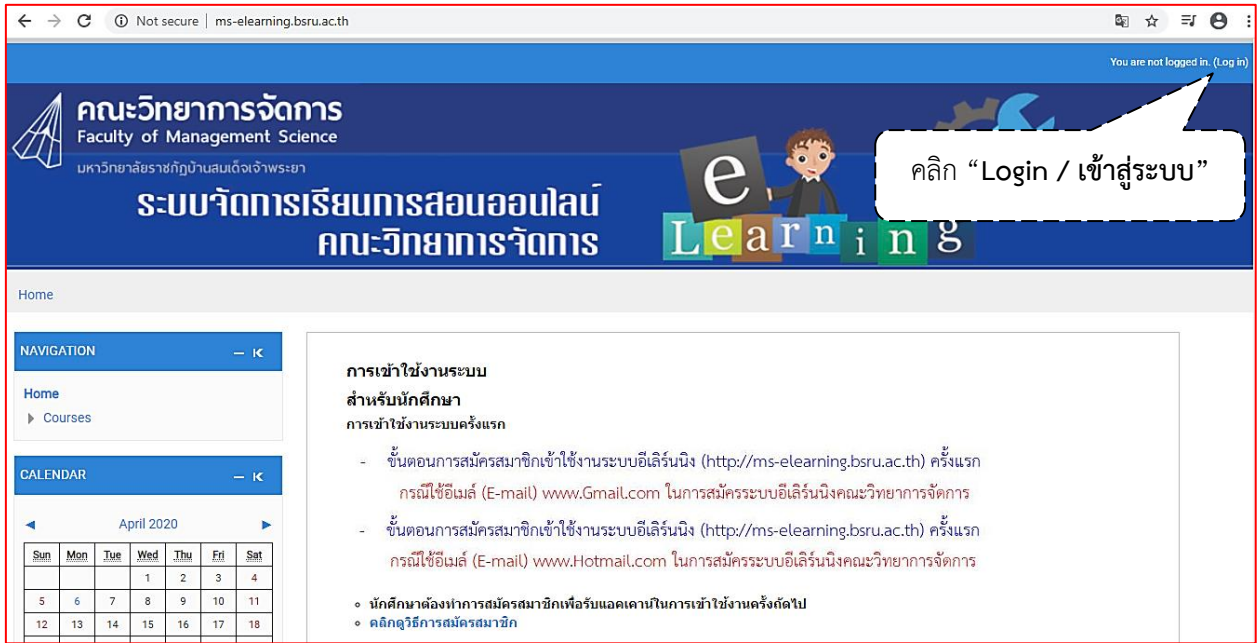 Not secure | ms-elearning.bsru.ac.th
You are not logged in. (Log in)
คณะวิทยาการจัดการ
Faculty of Management Science
มหาวิทยาลัยราชภัฏบ้านสมเด็จเจ้าพระยา
ระบบจัดการเรียนการสอนออนไลน์
คณะวิทยาการจัดการ
e
Learning
คลิก “Login / เข้าสู่ระบบ”
Home
NAVIGATION
Home
Courses
CALENDAR
April 2020
Sun Mon Tue Wed Thu Fri Sat
1 2 3 4
5 6 7 8 9 10 11
12 13 14 15 16 17 18
การเข้าใช้งานระบบ
สำหรับนักศึกษา
การเข้าใช้งานระบบครั้งแรก
- ขั้นตอนการสมัครสมาชิกเข้าใช้งานระบบอีเลิร์นนิง (http://ms-elearning.bsru.ac.th) ครั้งแรก
กรณีใช้อีเมล์ (E-mail) www.Gmail.com ในการสมัครระบบอีเลิร์นนิงคณะวิทยาการจัดการ
- ขั้นตอนการสมัครสมาชิกเข้าใช้งานระบบอีเลิร์นนิง (http://ms-elearning.bsru.ac.th) ครั้งแรก
กรณีใช้อีเมล์ (E-mail) www.Hotmail.com ในการสมัครระบบอีเลิร์นนิงคณะวิทยาการจัดการ
นักศึกษาต้องทำการสมัครสมาชิกเพื่อรับแอคเคานในการเข้าใช้งานครั้งถัดไป
คลิกดูวิธีการสมัครสมาชิก